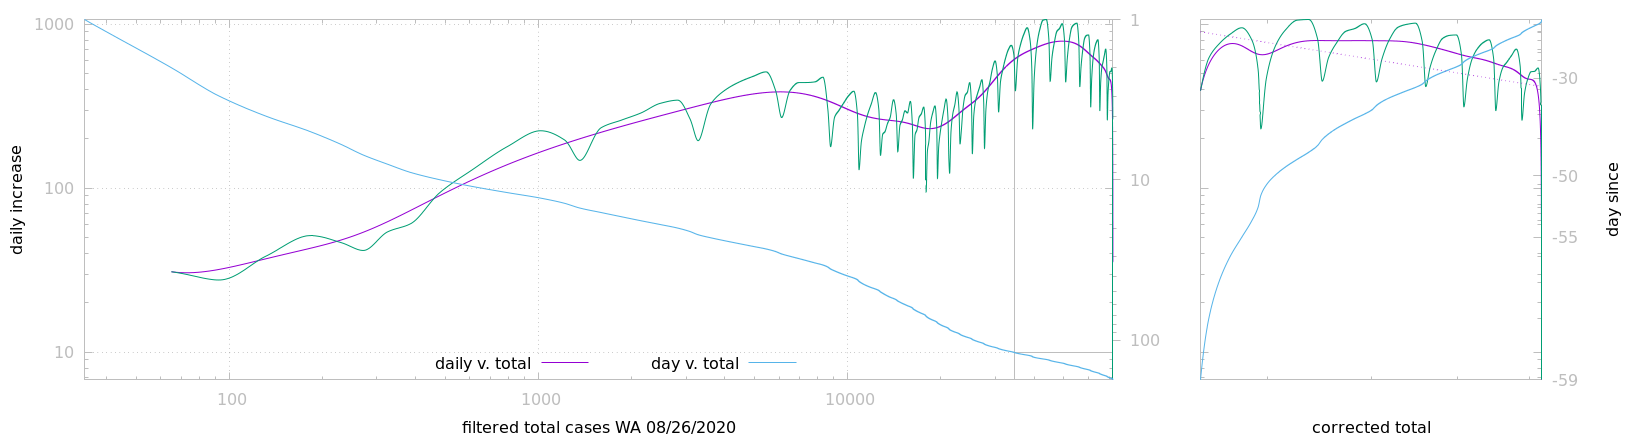 1000
100
10
daily increase
100
1000
10000
filtered total cases WA 08/26/2020
daily v. total
day v. total
1
10
100
-30
-50
-55
-59
day since
corrected total